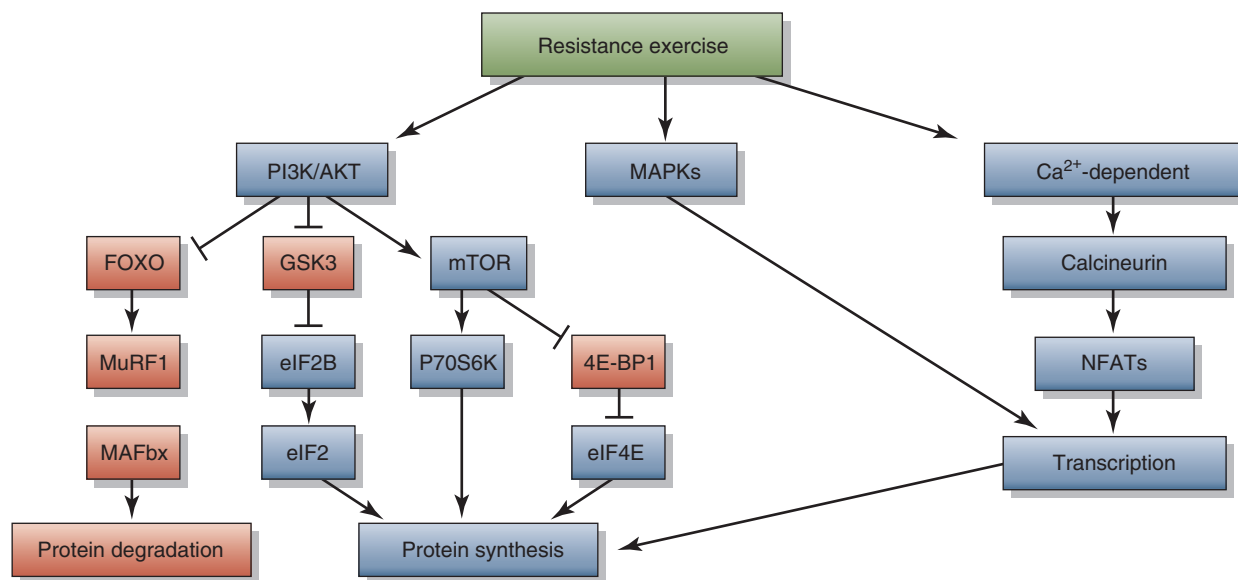 Resistance exercise
PI3K/AKT
MAPKs
Ca²⁺-dependent
FOXO
GSK3
mTOR
Calcineurin
MuRF1
eIF2B
P70S6K
4E-BP1
NFATs
MAFbx
eIF2
eIF4E
Transcription
Protein degradation
Protein synthesis